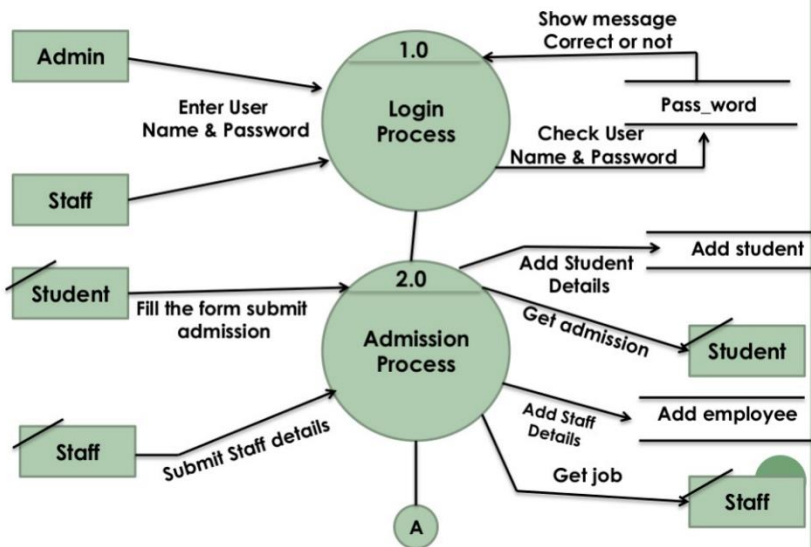 Show message
Correct or not
Admin
1.0
Login
Process
Enter User
Name & Password
Pass_word
Check User
Name & Password
Staff
Add student
Add Student
Details
Student
2.0
Fill the form submit
admission
Admission
Process
Get admission
Student
Add employee
Add Staff
Details
Staff
Submit Staff details
Get job
Staff
A